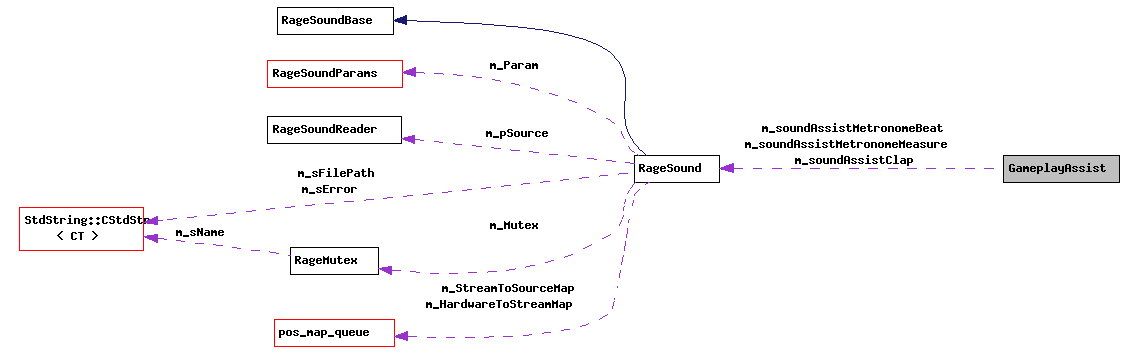 RageSoundBase
RageSoundParams
m_Param
RageSoundReader
m_pSource
m_soundAssistMetronomeBeat
m_soundAssistMetronomeMeasure
m_soundAssistClap
RageSound
GameplayAssist
m_sFilePath
m_sError
StdString::CStdStr
< CT >
m_sName
m_Mutex
RageMutex
m_StreamToSourceMap
m_HardwareToStreamMap
pos_map_queue